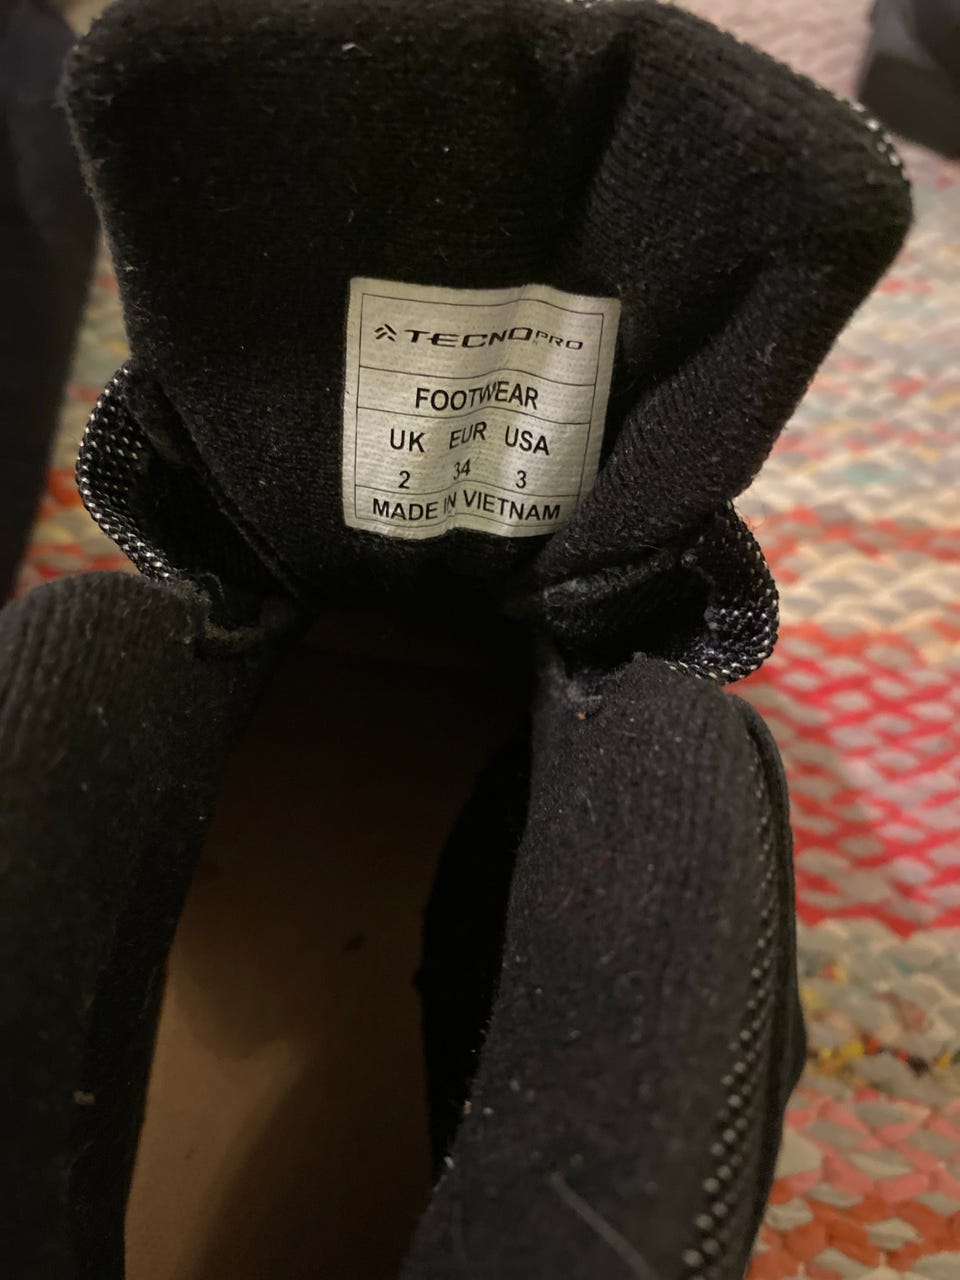 TECNOPRO
FOOTWEAR
UK EUR USA
2 34 3
MADE IN VIETNAM